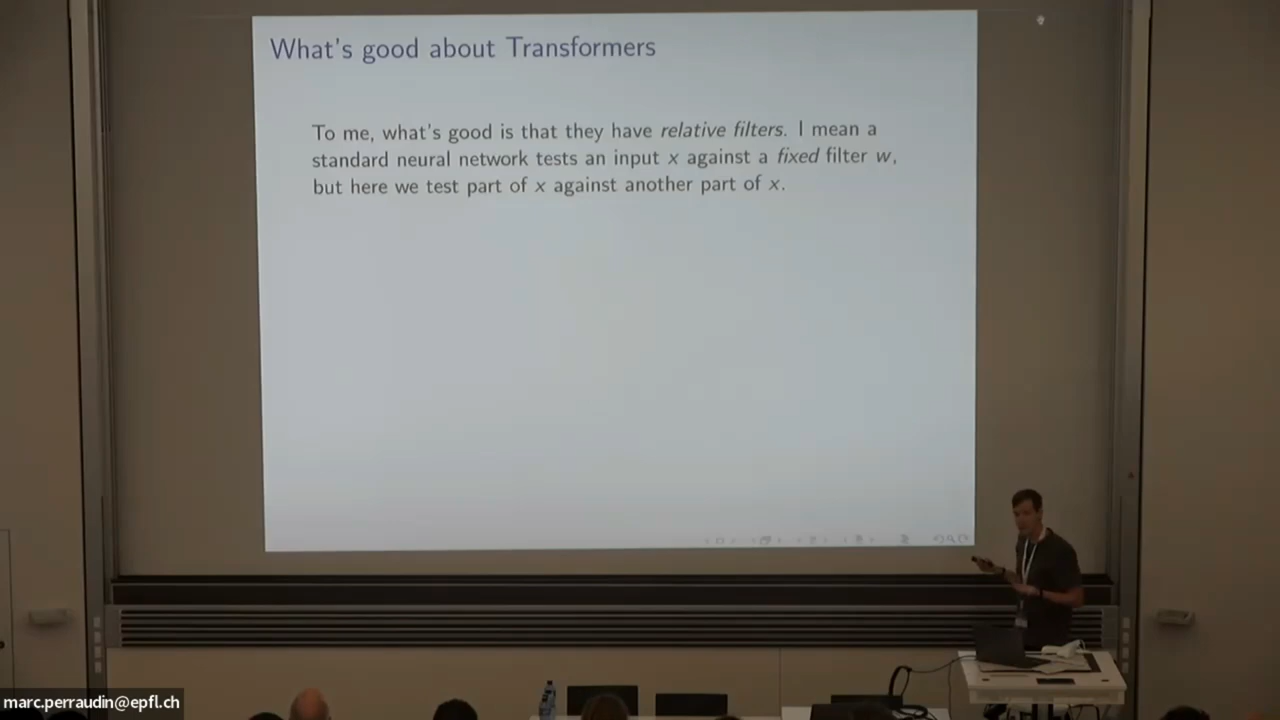 What's good about Transformers
To me, what's good is that they have relative filters. I mean a
standard neural network tests an input x against a fixed filter w,
but here we test part of x against another part of x.
marc.perraudin@epfl.ch